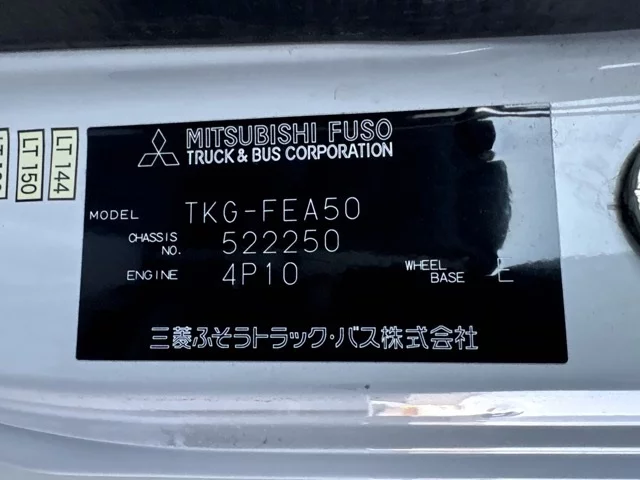 MITSUBISHI FUSO
TRUCK & BUS CORPORATION
MODEL TKG-FEA50
CHASSIS NO. 522250
ENGINE 4P10
WHEEL BASE E
三菱ふそうトラック・バス株式会社
LT 150
LT 144